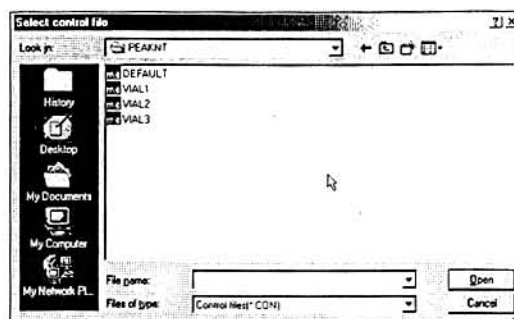 Select control file
Look in: PEAKNT
DEFAULT
VIAL1
VIAL2
VIAL3
History
Desktop
My Documents
My Computer
My Network Pl...
File name:
Open
Files of type: Control files(*.CON)
Cancel